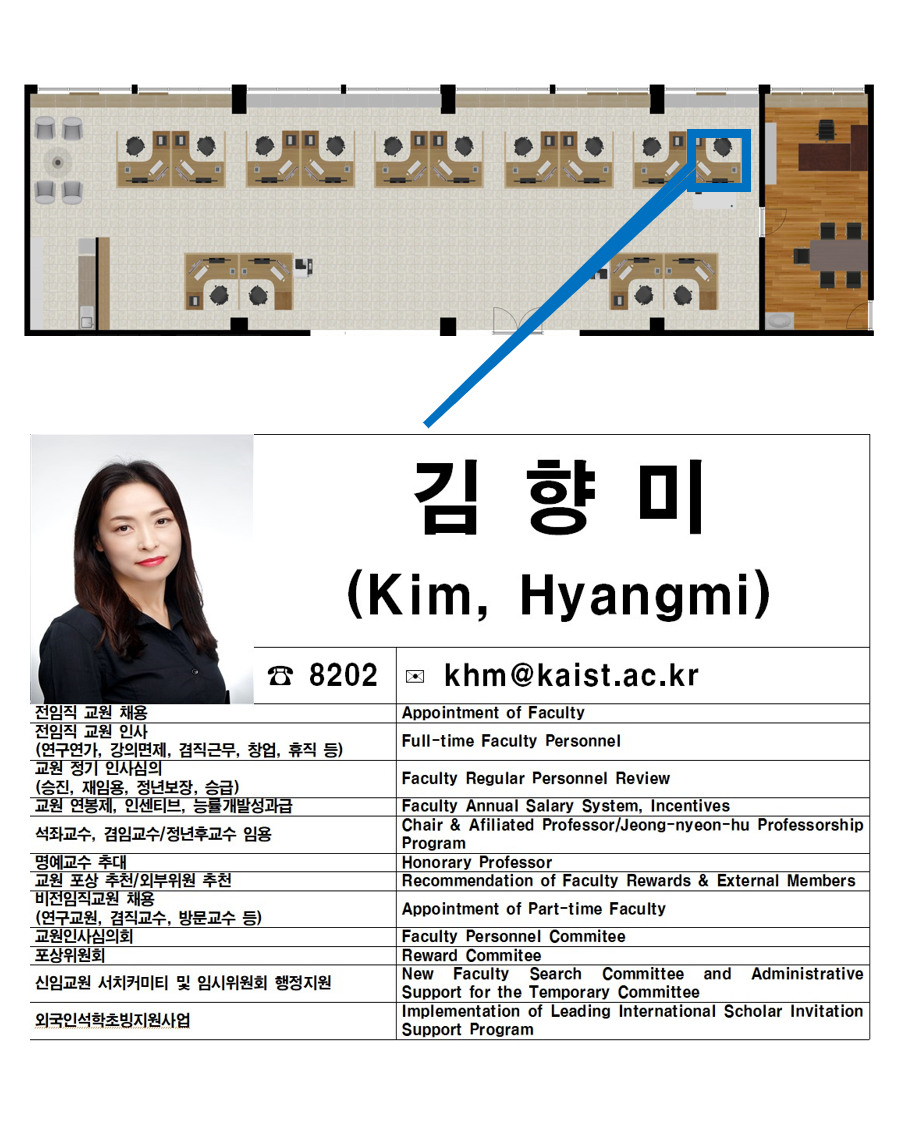 김 향 미
(Kim, Hyangmi)
☎ 8202
✉ khm@kaist.ac.kr
전임직 교원 채용
Appointment of Faculty
전임직 교원 인사
(연구연가, 강의면제, 겸직근무, 창업, 휴직 등)
Full-time Faculty Personnel
교원 정기 인사심의
(승진, 재임용, 정년보장, 승급)
Faculty Regular Personnel Review
교원 연봉제, 인센티브, 능률개발성과급
Faculty Annual Salary System, Incentives
석좌교수, 겸임교수/정년후교수 임용
Chair & Afiliated Professor/Jeong-nyeon-hu Professorship
Program
명예교수 추대
Honorary Professor
교원 포상 추천/외부위원 추천
Recommendation of Faculty Rewards & External Members
비전임직교원 채용
(연구교원, 겸직교수, 방문교수 등)
Appointment of Part-time Faculty
교원인사심의회
Faculty Personnel Commitee
포상위원회
Reward Commitee
신임교원 서치커미티 및 임시위원회 행정지원
New Faculty Search Committee and Administrative
Support for the Temporary Committee
외국인석학초빙지원사업
Implementation of Leading International Scholar Invitation
Support Program